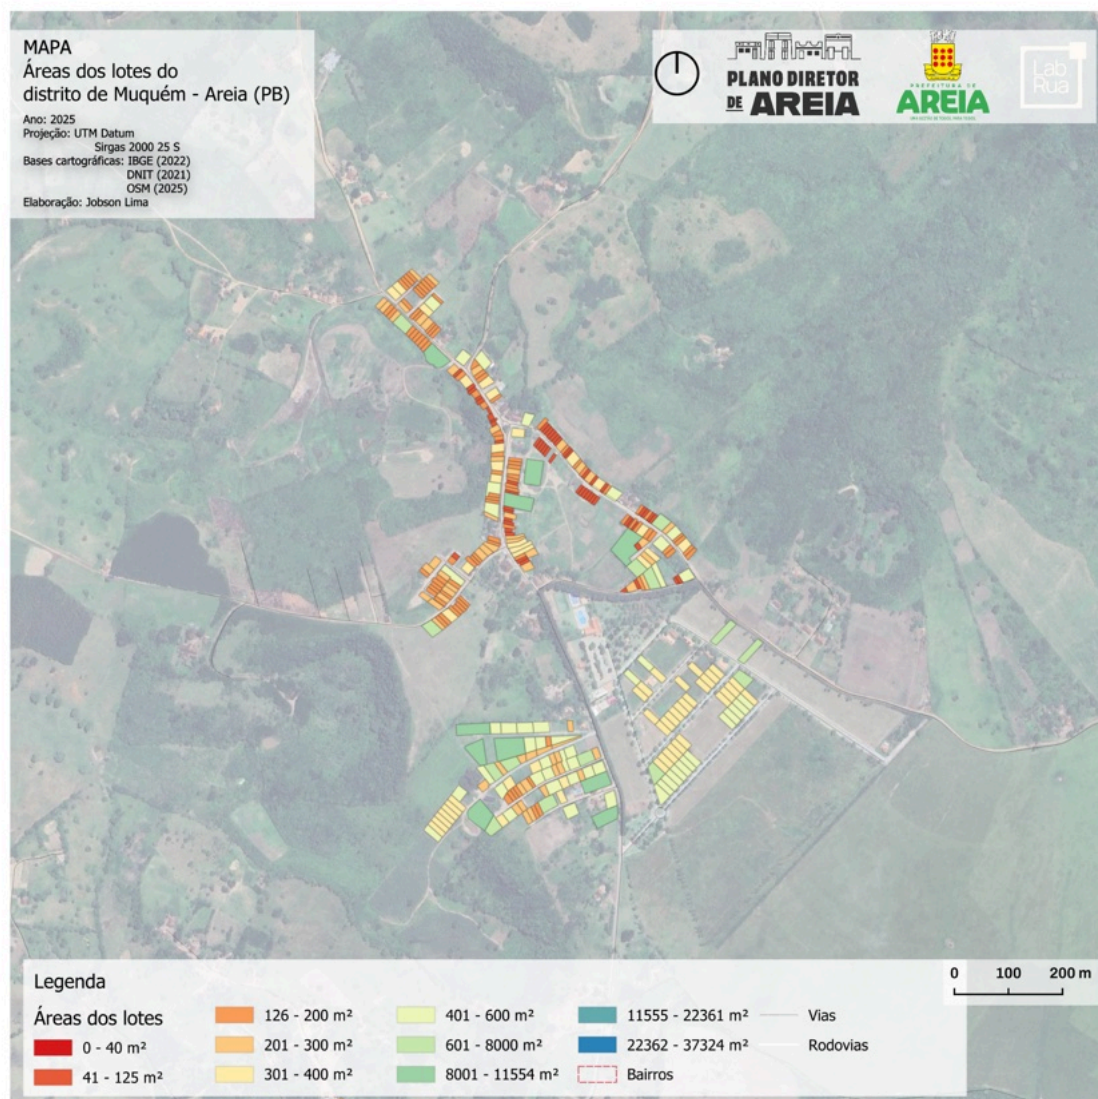 MAPA
Áreas dos lotes do
distrito de Muquém - Areia (PB)
Ano: 2025
Projeção: UTM Datum
Sirgas 2000 25 S
Bases cartográficas: IBGE (2022)
DNIT (2021)
OSM (2025)
Elaboração: Jobson Lima
PLANO DIRETOR
DE AREIA
PREFEITURA DE
AREIA
Lab
Rua
Legenda
Áreas dos lotes
0 - 40 m²
41 - 125 m²
126 - 200 m²
201 - 300 m²
301 - 400 m²
401 - 600 m²
601 - 8000 m²
8001 - 11554 m²
11555 - 22361 m²
22362 - 37324 m²
Bairros
Vias
Rodovias
0 100 200 m